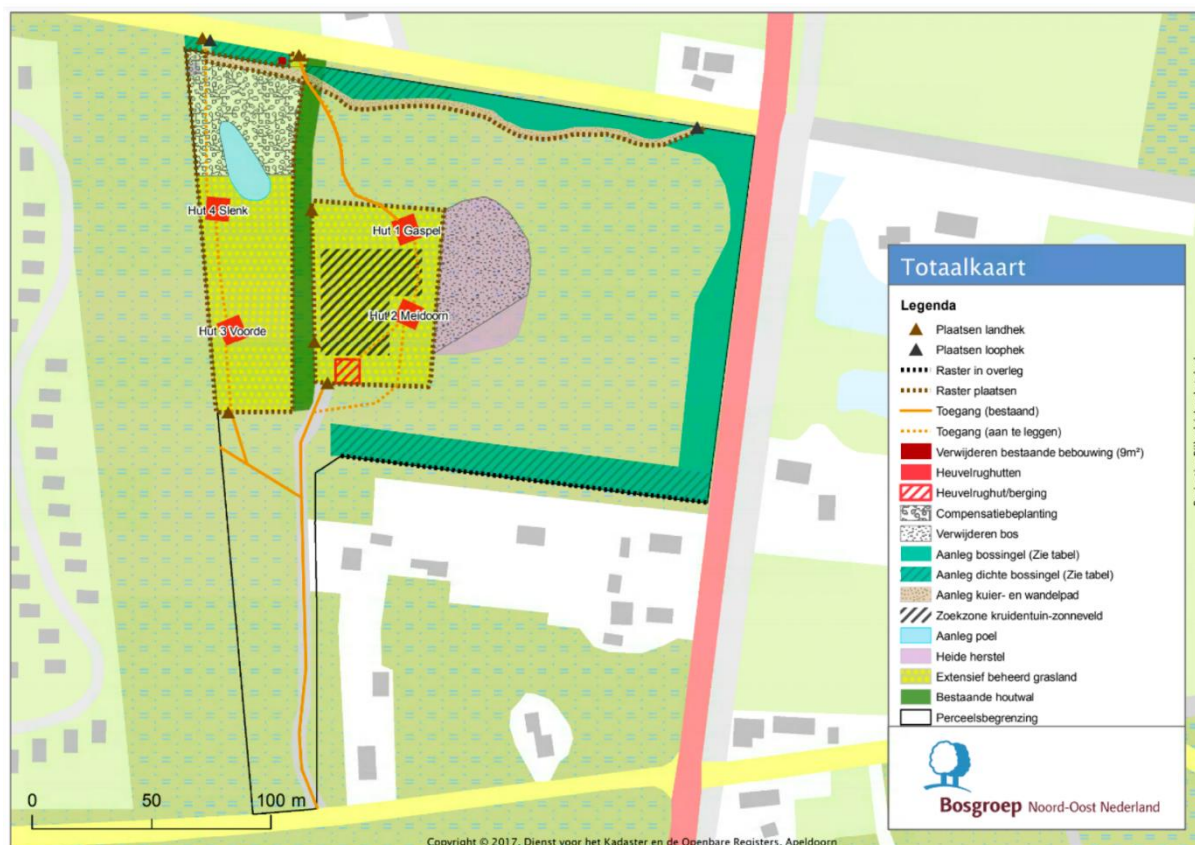 Hut 4 Slenk
Hut 1 Gaspel
Hut 2 Meidoorn
Hut 3 Voorde
0 50 100 m
Totaalkaart
Legenda
Plaatsen landhek
Plaatsen loophek
Raster in overleg
Raster plaatsen
Toegang (bestaand)
Toegang (aan te leggen)
Verwijderen bestaande bebouwing (9m²)
Heuvelrughutten
Heuvelrughut/berging
Compensatiebeplanting
Verwijderen bos
Aanleg bossingel (Zie tabel)
Aanleg dichte bossingel (Zie tabel)
Aanleg kuier- en wandelpad
Zoekzone kruidentuin-zonneveld
Aanleg poel
Heide herstel
Extensief beheerd grasland
Bestaande houtwal
Perceelsbegrenzing
Bosgroep Noord-Oost Nederland
Copyright © 2017, Dienst voor het Kadaster en de Openbare Registers, Apeldoorn